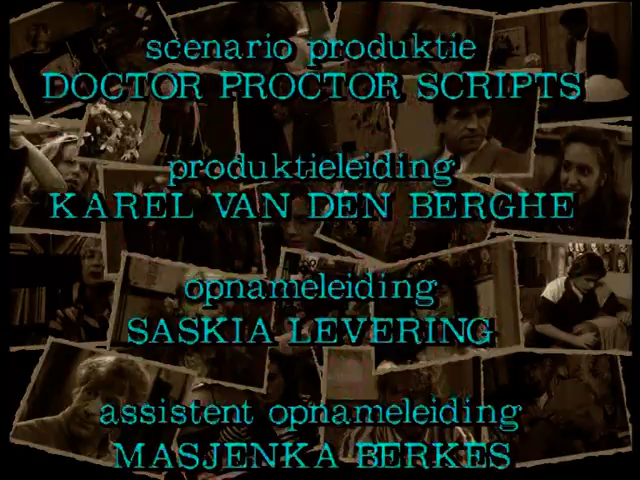 scenario produktie
DOCTOR PROCTOR SCRIPTS
produktieleiding
KAREL VAN DEN BERGHE
opnameleiding
SASKIA LEVERING
assistent opnameleiding
MASJENKA BERKES